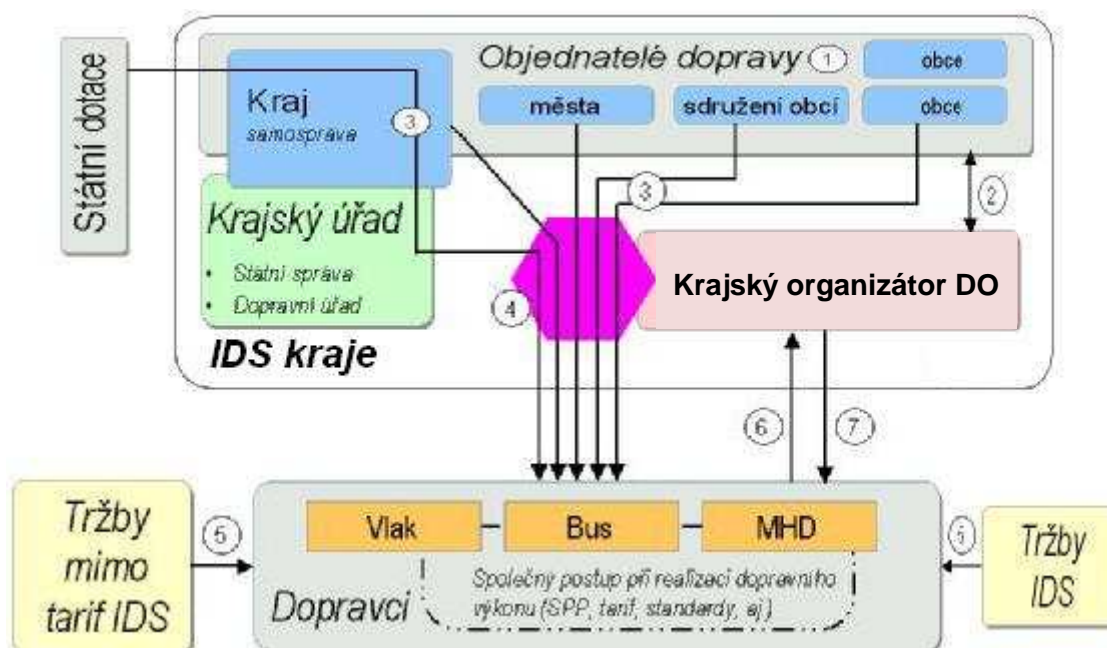 Státní dotace
Objednatelé dopravy 1
obce
Kraj
samospráva
3
města
sdružení obcí
obce
3
2
Krajský úřad
• Státní správa
• Dopravní úřad
4
Krajský organizátor DO
IDS kraje
6
7
Tržby
mimo
tarif IDS
5
Vlak
Bus
MHD
Společný postup při realizaci dopravního
výkonu (SPP, tarif, standardy, aj)
Dopravci
5
Tržby
IDS